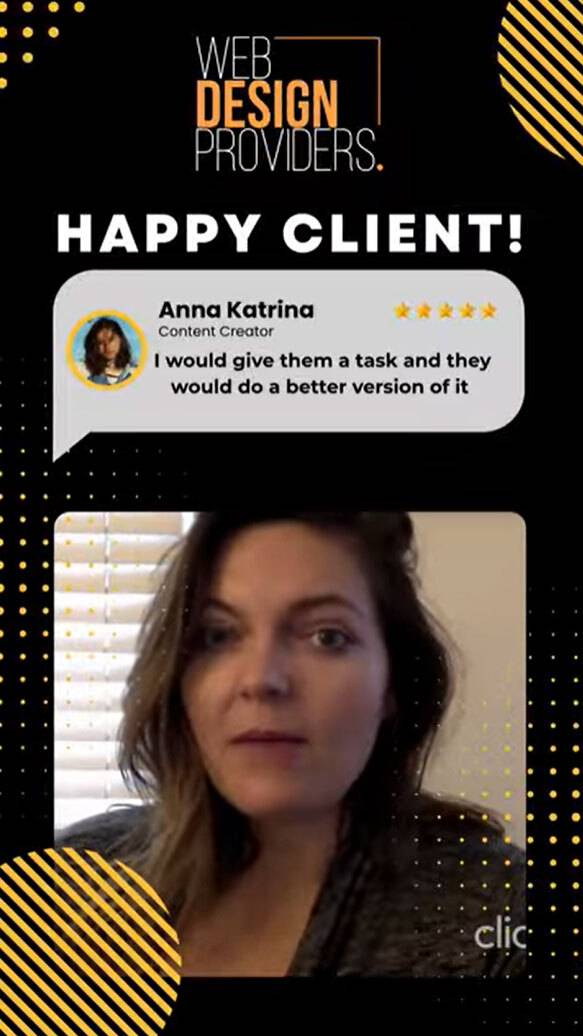 WEB
DESIGN
PROVIDERS.
HAPPY CLIENT!
Anna Katrina
Content Creator
I would give them a task and they
would do a better version of it
clic